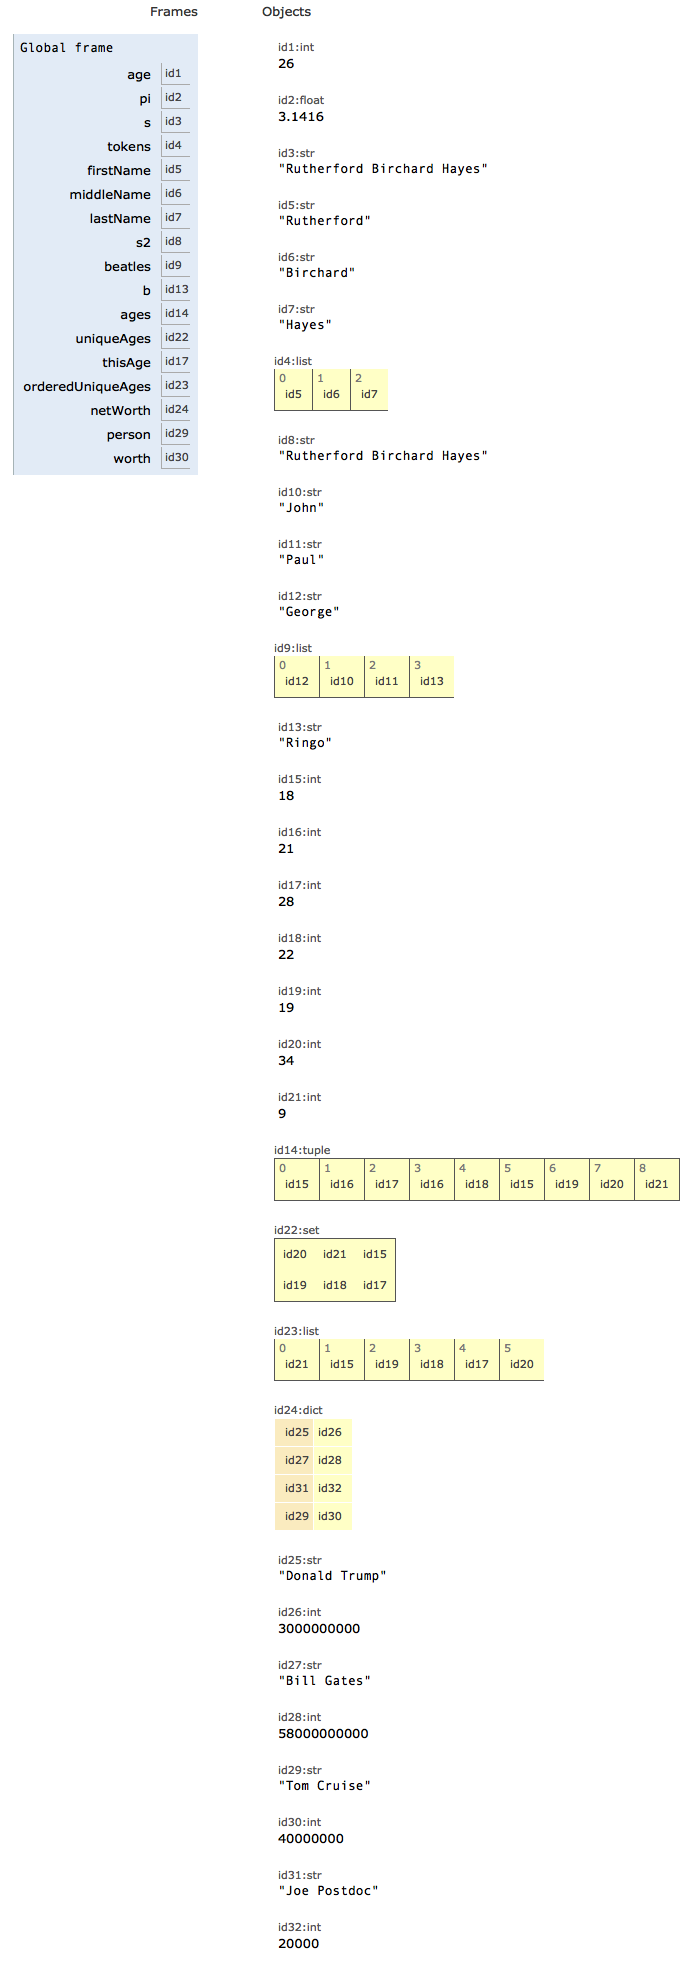 Frames Objects
Global frame
age id1
pi id2
s id3
tokens id4
firstName id5
middleName id6
lastName id7
s2 id8
beatles id9
b id13
ages id14
uniqueAges id22
thisAge id17
orderedUniqueAges id23
netWorth id24
person id29
worth id30
id1:int
26
id2:float
3.1416
id3:str
"Rutherford Birchard Hayes"
id5:str
"Rutherford"
id6:str
"Birchard"
id7:str
"Hayes"
id4:list
0 1 2
id5 id6 id7
id8:str
"Rutherford Birchard Hayes"
id10:str
"John"
id11:str
"Paul"
id12:str
"George"
id9:list
0 1 2 3
id12 id10 id11 id13
id13:str
"Ringo"
id15:int
18
id16:int
21
id17:int
28
id18:int
22
id19:int
19
id20:int
34
id21:int
9
id14:tuple
0 1 2 3 4 5 6 7 8
id15 id16 id17 id16 id18 id15 id19 id20 id21
id22:set
id20 id21 id15
id19 id18 id17
id23:list
0 1 2 3 4 5
id21 id15 id19 id18 id17 id20
id24:dict
id25 id26
id27 id28
id31 id32
id29 id30
id25:str
"Donald Trump"
id26:int
3000000000
id27:str
"Bill Gates"
id28:int
58000000000
id29:str
"Tom Cruise"
id30:int
40000000
id31:str
"Joe Postdoc"
id32:int
20000